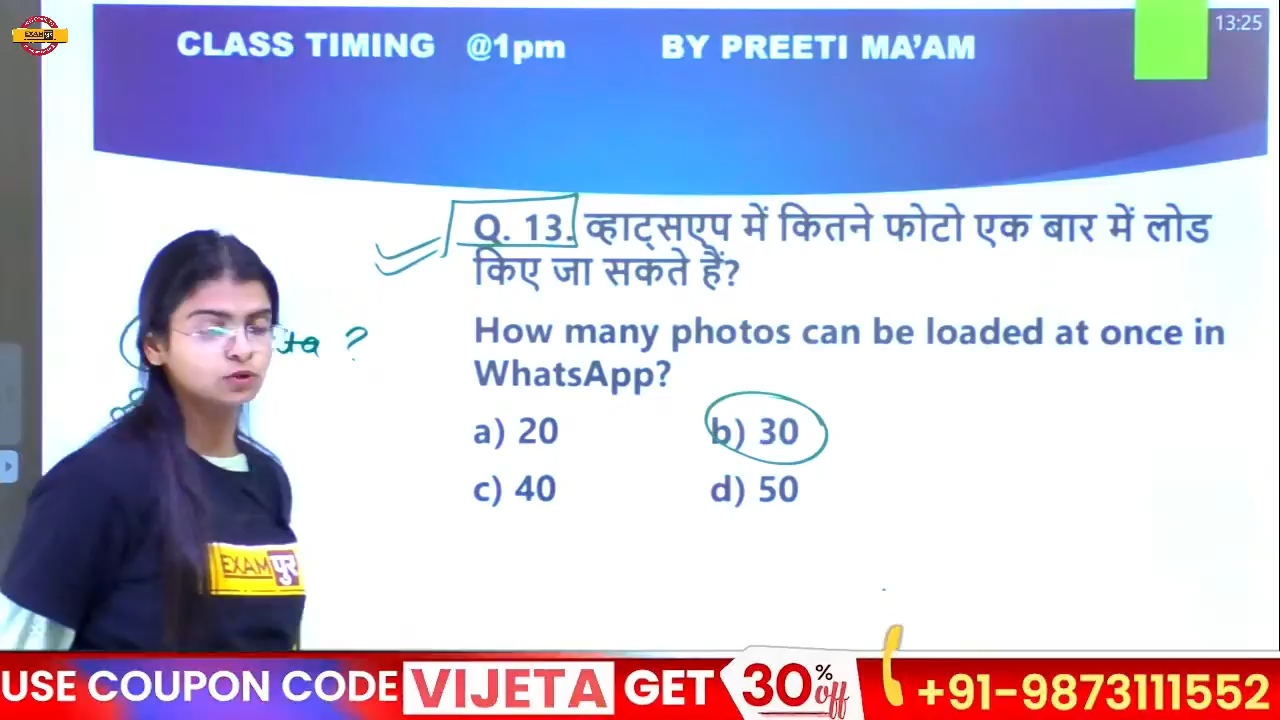 CLASS TIMING @1pm BY PREETI MA’AM
13:25
Q. 13. व्हाट्सएप में कितने फोटो एक बार में लोड
किए जा सकते हैं?
How many photos can be loaded at once in
WhatsApp?
a) 20 b) 30
c) 40 d) 50
?
EXAMपुर
USE COUPON CODE VIJETA GET 30% off +91-9873111552